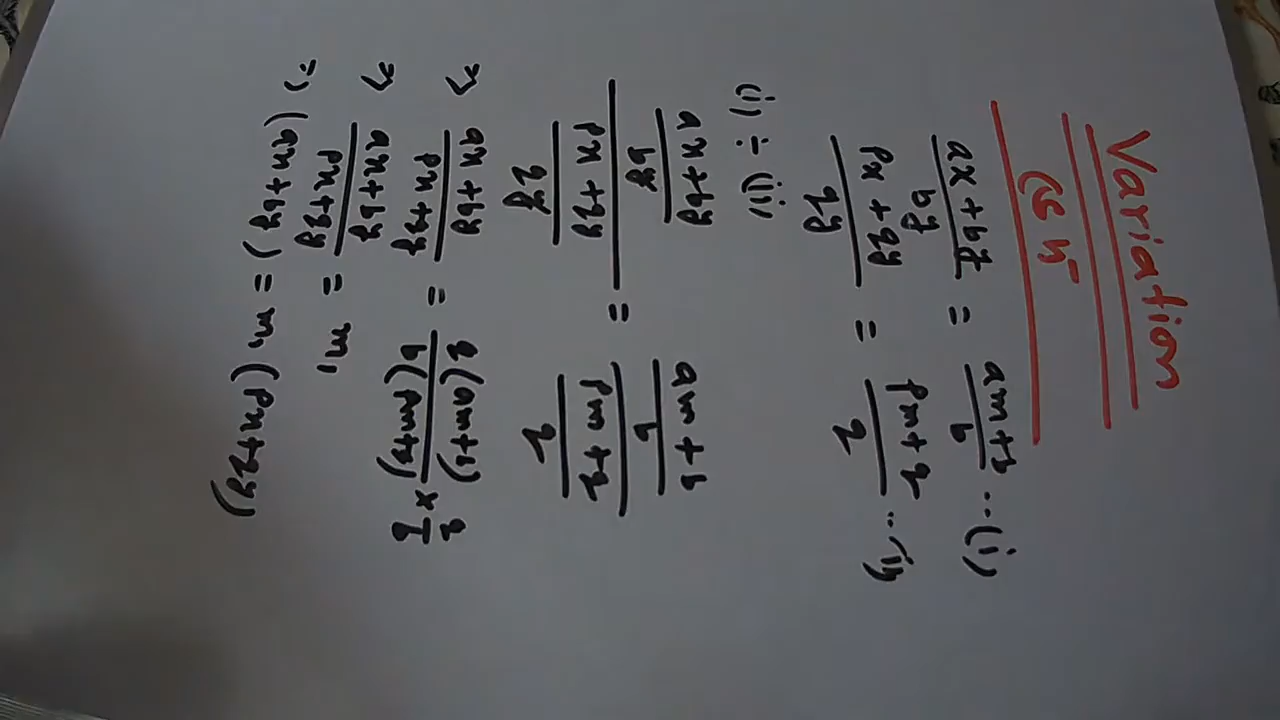 Variation
(ax + by)/by = (am + b)/b ..(i)
(px + qy)/qy = (pm + q)/q ..(ii)
(i) ÷ (ii)
((ax + by)/by)/((px + qy)/qy) = ((am + b)/b)/((pm + q)/q)
=> (ax + by)/(px + qy) = q(am+b)/b(pm+q) ×
=> (ax + by)/(px + qy) = m₁
=> (ax + by) = m₁ (px + qy)